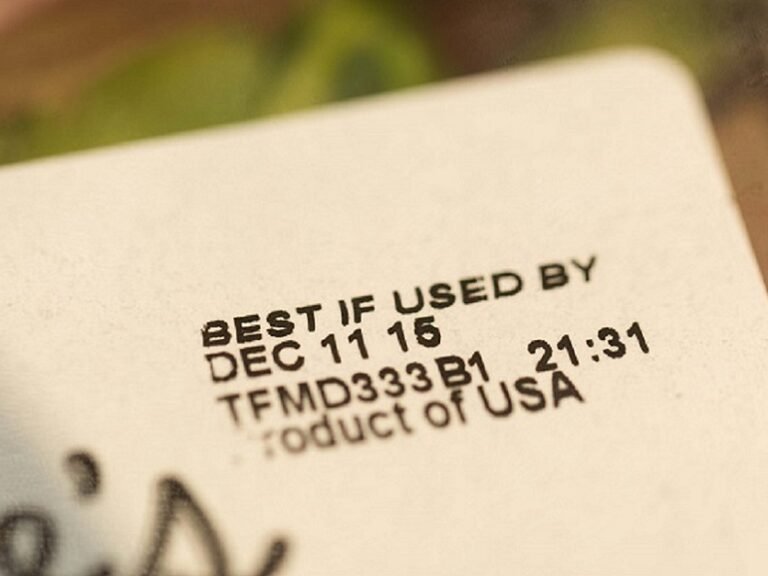 BEST IF USED BY
DEC 11 15
TFMD333B1 21:31
roduct of USA
e's